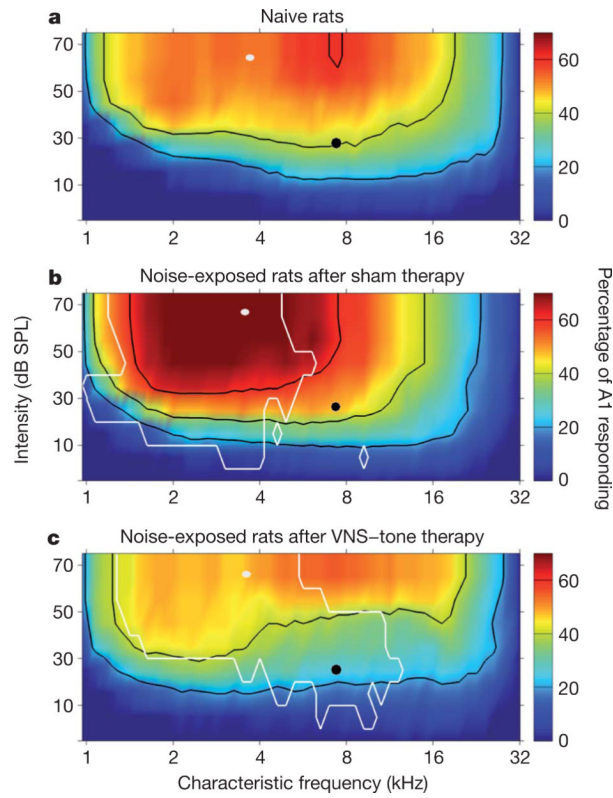 a Naive rats
70
50
30
10
1 2 4 8 16 32
60
40
20
0
b Noise-exposed rats after sham therapy
70
50
30
10
1 2 4 8 16 32
60
40
20
0
Intensity (dB SPL)
Percentage of A1 responding
c Noise-exposed rats after VNS–tone therapy
70
50
30
10
1 2 4 8 16 32
60
40
20
0
Characteristic frequency (kHz)